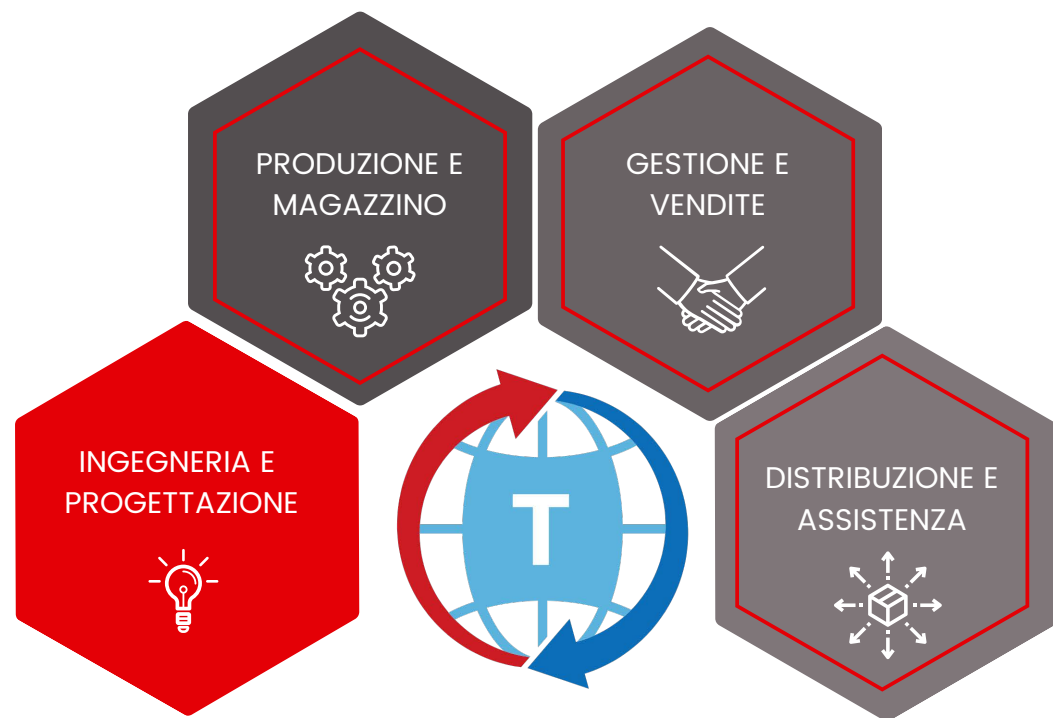 PRODUZIONE E
MAGAZZINO
GESTIONE E
VENDITE
INGEGNERIA E
PROGETTAZIONE
T
DISTRIBUZIONE E
ASSISTENZA